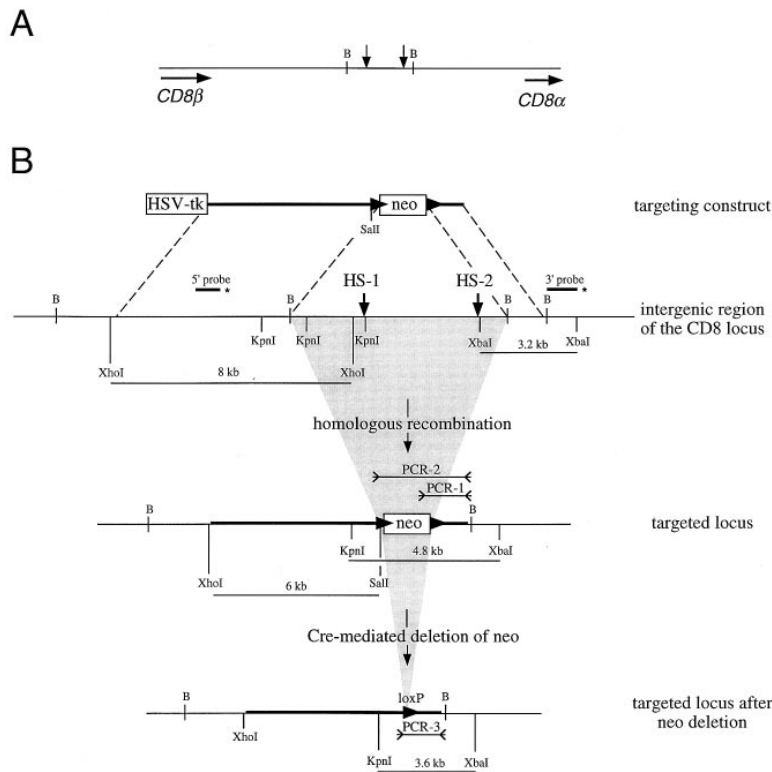 A
B B
CD8β CD8α
B
HSV-tk neo targeting construct
SalI
5' probe * HS-1 HS-2 3' probe *
B B B B intergenic region
of the CD8 locus
KpnI KpnI KpnI XbaI 3.2 kb XbaI
XhoI 8 kb XhoI
homologous recombination
PCR-2
PCR-1
B neo B targeted locus
KpnI 4.8 kb XbaI
XhoI 6 kb SalI
Cre-mediated deletion of neo
B loxP B targeted locus after
neo deletion
XhoI PCR-3
KpnI 3.6 kb XbaI